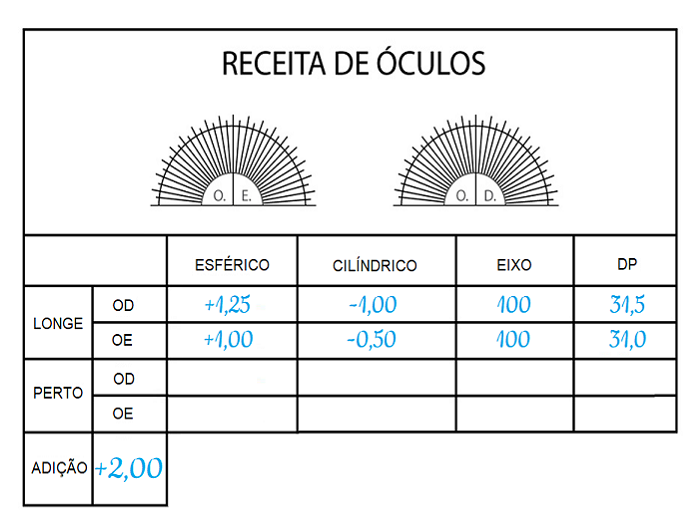 RECEITA DE ÓCULOS
O. E.
O. D.
ESFÉRICO CILÍNDRICO EIXO DP
LONGE
OD +1,25 -1,00 100 31,5
OE +1,00 -0,50 100 31,0
PERTO
OD
OE
ADIÇÃO +2,00